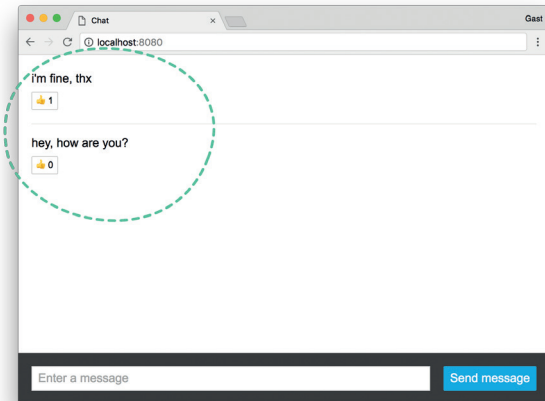 Chat
Gast
localhost:8080
i'm fine, thx
👍 1
hey, how are you?
👍 0
Enter a message
Send message